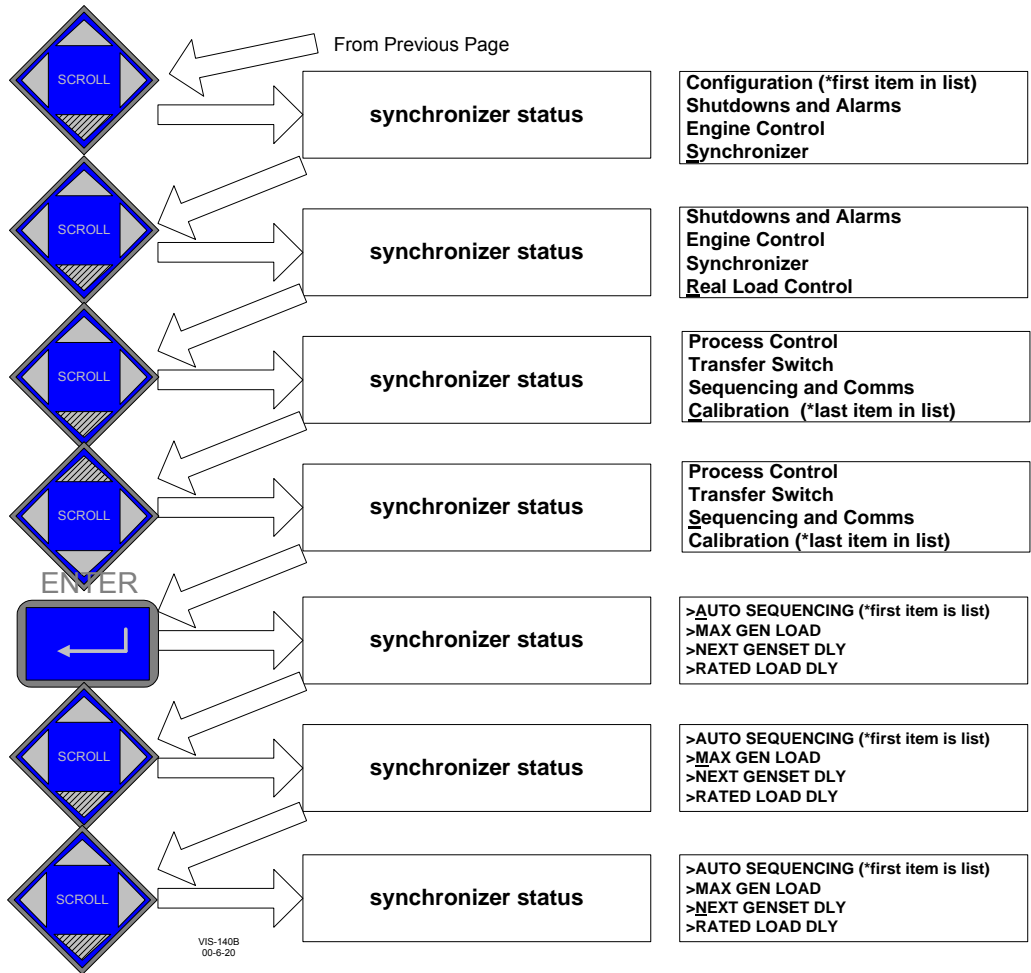 From Previous Page
SCROLL
synchronizer status
Configuration (*first item in list)
Shutdowns and Alarms
Engine Control
Synchronizer
SCROLL
synchronizer status
Shutdowns and Alarms
Engine Control
Synchronizer
Real Load Control
SCROLL
synchronizer status
Process Control
Transfer Switch
Sequencing and Comms
Calibration (*last item in list)
SCROLL
synchronizer status
Process Control
Transfer Switch
Sequencing and Comms
Calibration (*last item in list)
ENTER
synchronizer status
>AUTO SEQUENCING (*first item is list)
>MAX GEN LOAD
>NEXT GENSET DLY
>RATED LOAD DLY
SCROLL
synchronizer status
>AUTO SEQUENCING (*first item is list)
>MAX GEN LOAD
>NEXT GENSET DLY
>RATED LOAD DLY
SCROLL
synchronizer status
>AUTO SEQUENCING (*first item is list)
>MAX GEN LOAD
>NEXT GENSET DLY
>RATED LOAD DLY
VIS-140B
00-6-20